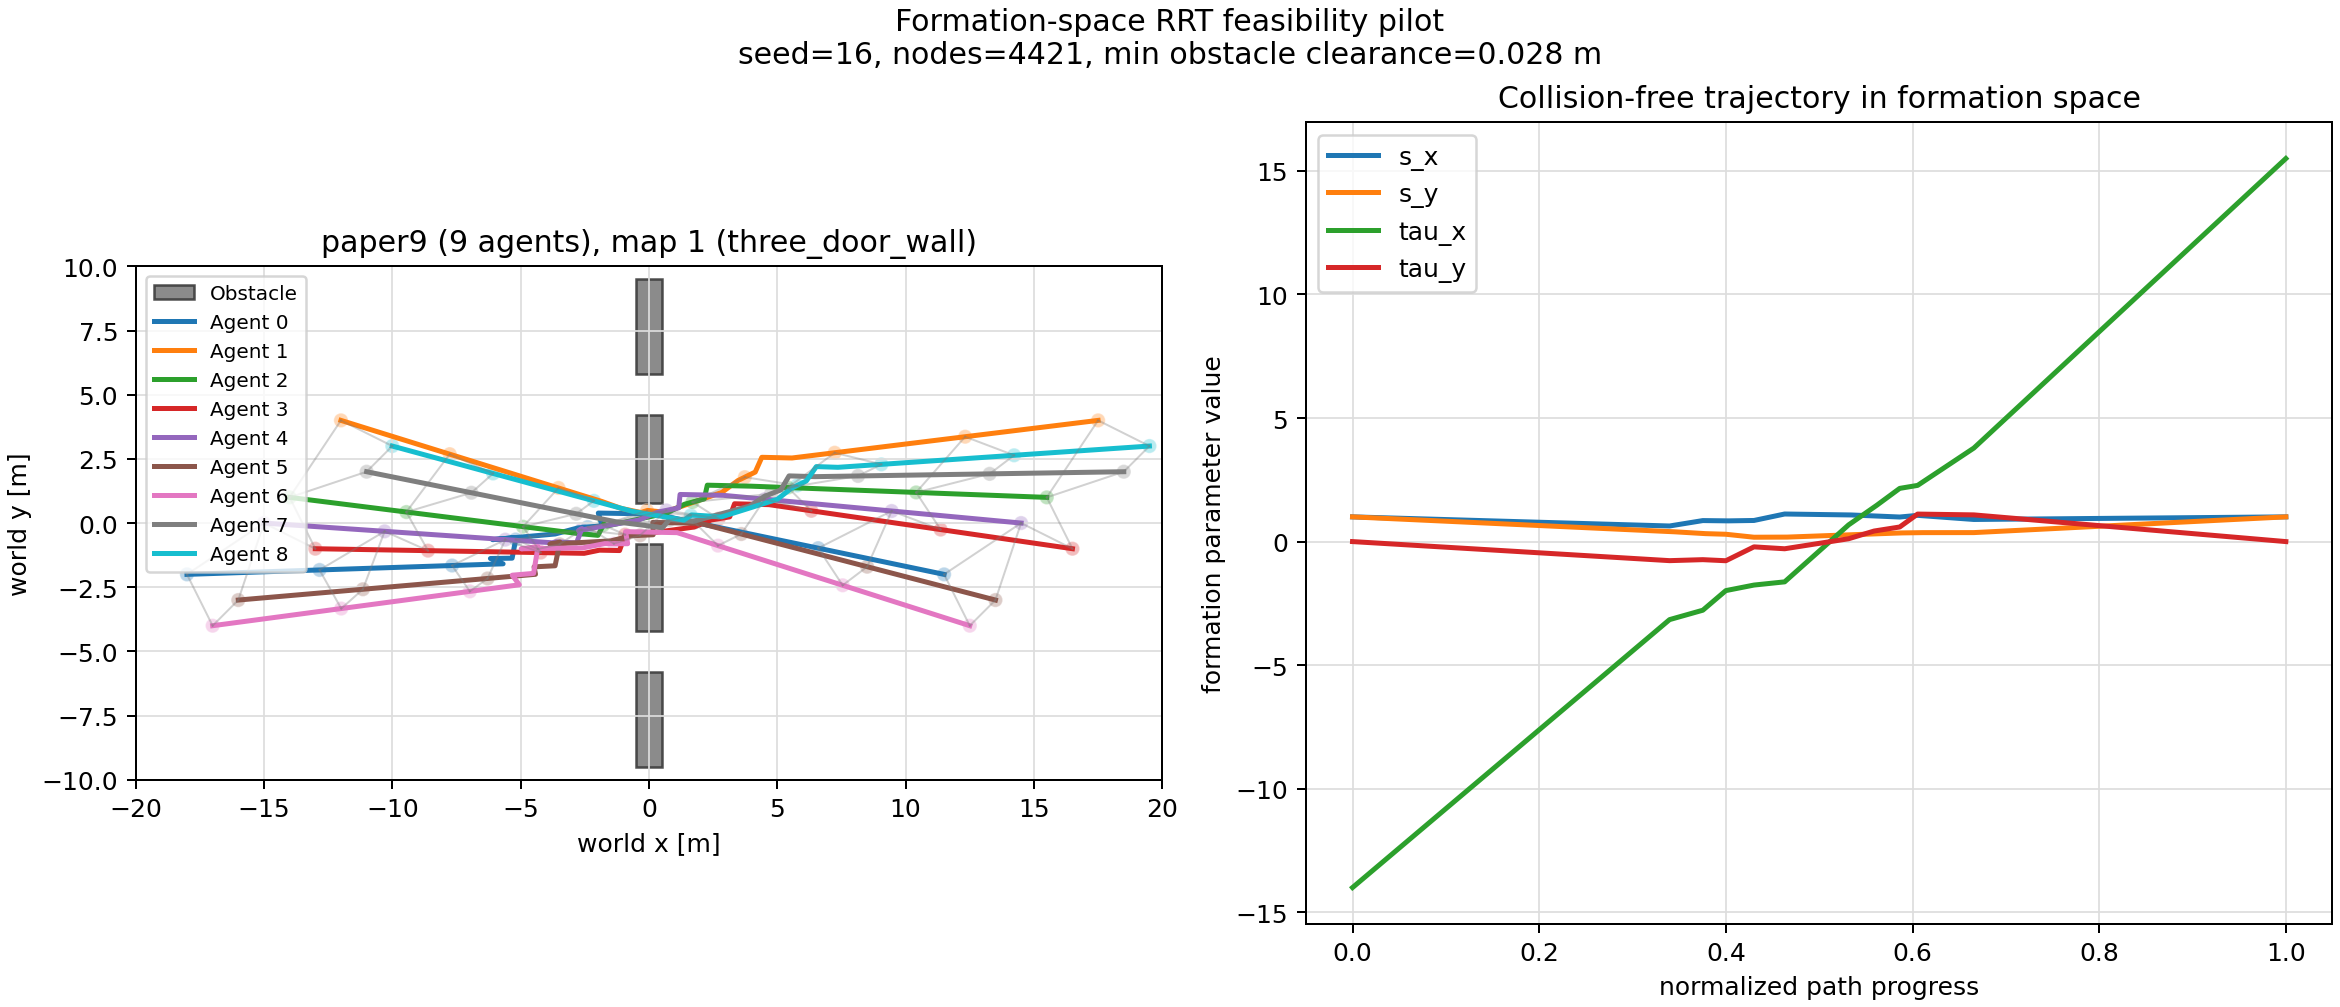 Formation-space RRT feasibility pilot
seed=16, nodes=4421, min obstacle clearance=0.028 m
paper9 (9 agents), map 1 (three_door_wall)
10.0
7.5
5.0
2.5
0.0
−2.5
−5.0
−7.5
−10.0
world y [m]
Obstacle
Agent 0
Agent 1
Agent 2
Agent 3
Agent 4
Agent 5
Agent 6
Agent 7
Agent 8
−20 −15 −10 −5 0 5 10 15 20
world x [m]
Collision-free trajectory in formation space
15
10
5
0
−5
−10
−15
formation parameter value
s_x
s_y
tau_x
tau_y
0.0 0.2 0.4 0.6 0.8 1.0
normalized path progress